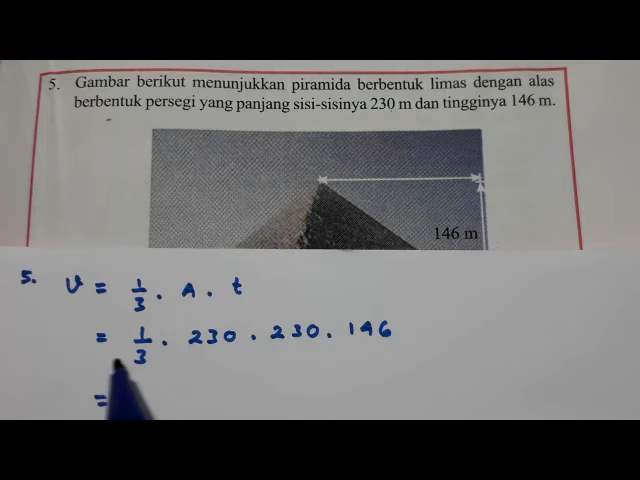 5. Gambar berikut menunjukkan piramida berbentuk limas dengan alas
berbentuk persegi yang panjang sisi-sisinya 230 m dan tingginya 146 m.
146 m
5. V = 1/3 . A . t
= 1/3 . 230 . 230 . 146
=